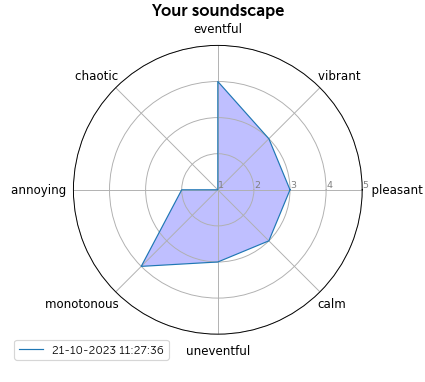 Your soundscape
eventful
chaotic
vibrant
annoying
1 2 3 4 5
pleasant
monotonous
calm
uneventful
21-10-2023 11:27:36